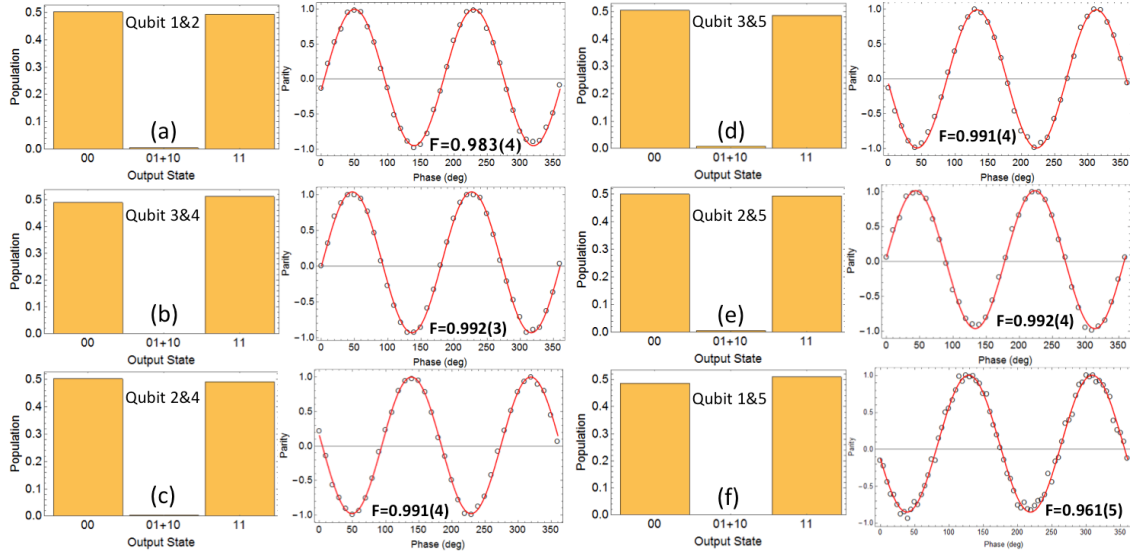 Qubit 1&2
Population
0.5
0.4
0.3
0.2
0.1
0.0
(a)
00
01+10
11
Output State
Parity
1.0
0.5
0.0
−0.5
−1.0
F=0.983(4)
0 50 100 150 200 250 300 350
Phase (deg)
Qubit 3&5
Population
0.5
0.4
0.3
0.2
0.1
0.0
(d)
00
01+10
11
Output State
Parity
1.0
0.5
0.0
−0.5
−1.0
F=0.991(4)
0 50 100 150 200 250 300 350
Phase (deg)
Qubit 3&4
Population
0.5
0.4
0.3
0.2
0.1
0.0
(b)
00
01+10
11
Output State
Parity
1.0
0.5
0.0
−0.5
−1.0
F=0.992(3)
0 50 100 150 200 250 300 350
Phase (deg)
Qubit 2&5
Population
0.5
0.4
0.3
0.2
0.1
0.0
(e)
00
01+10
11
Output State
Parity
1.0
0.5
0.0
−0.5
−1.0
F=0.992(4)
0 50 100 150 200 250 300 350
Phase (deg)
Qubit 2&4
Population
0.5
0.4
0.3
0.2
0.1
0.0
(c)
00
01+10
11
Output State
Parity
1.0
0.5
0.0
−0.5
−1.0
F=0.991(4)
0 50 100 150 200 250 300 350
Phase (deg)
Qubit 1&5
Population
0.5
0.4
0.3
0.2
0.1
0.0
(f)
00
01+10
11
Output State
Parity
1.0
0.5
0.0
−0.5
−1.0
F=0.961(5)
0 50 100 150 200 250 300 350
Phase (deg)